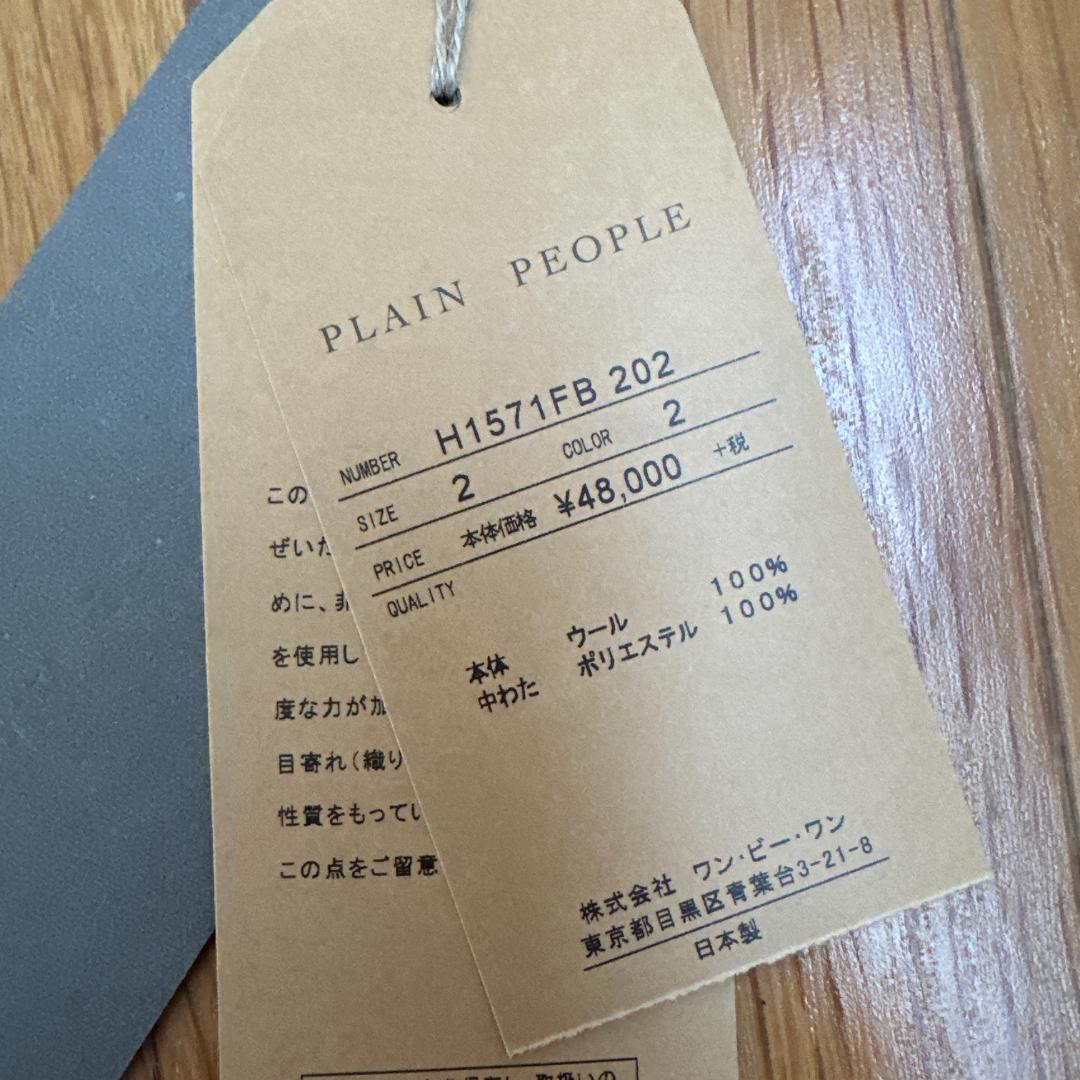 PLAIN PEOPLE
NUMBER H1571FB 202
SIZE 2 COLOR 2
PRICE 本体価格 ¥48,000 +税
QUALITY
本体 ウール 100%
中わた ポリエステル 100%
株式会社 ワン・ビー・ワン
東京都目黒区青葉台3-21-8
日本製
この
ぜいた
めに、非
を使用し
度な力が加
目寄れ(織り
性質をもってい
この点をご留意
取扱いの